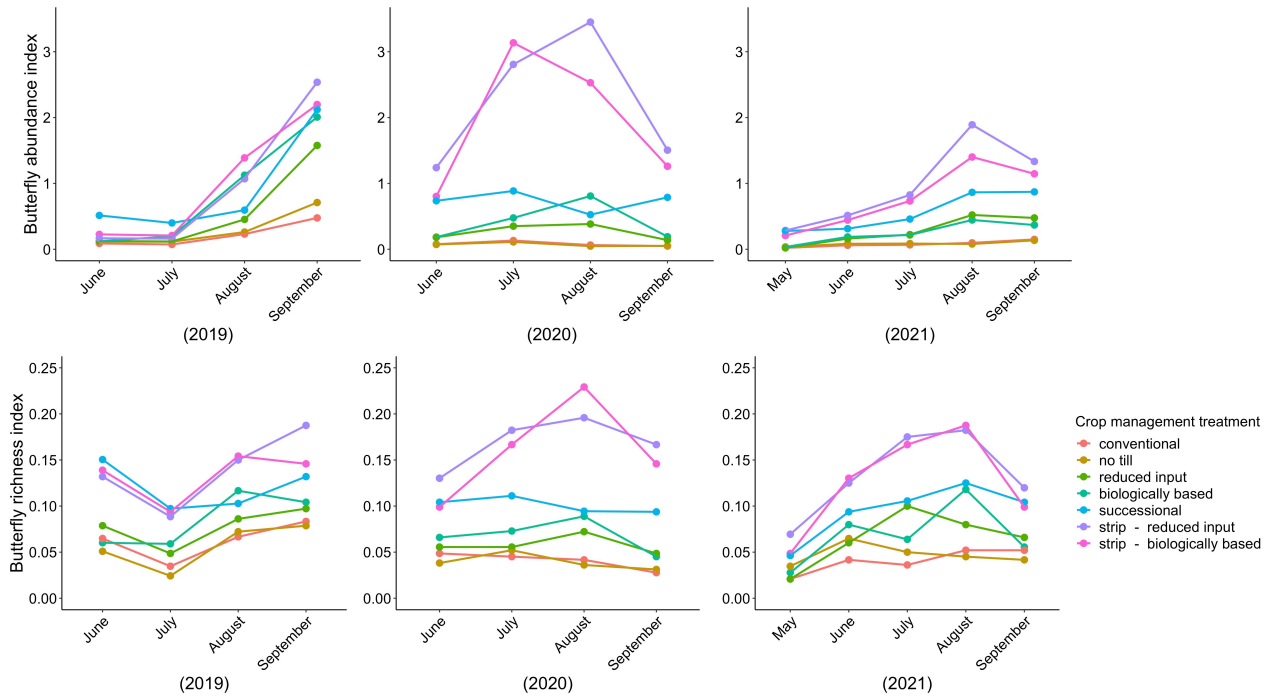 Butterfly abundance index
3
2
1
0
June
July
August
September
(2019)
3
2
1
0
June
July
August
September
(2020)
3
2
1
0
May
June
July
August
September
(2021)
Butterfly richness index
0.25
0.20
0.15
0.10
0.05
0.00
June
July
August
September
(2019)
0.25
0.20
0.15
0.10
0.05
0.00
June
July
August
September
(2020)
0.25
0.20
0.15
0.10
0.05
0.00
May
June
July
August
September
(2021)
Crop management treatment
conventional
no till
reduced input
biologically based
successional
strip - reduced input
strip - biologically based